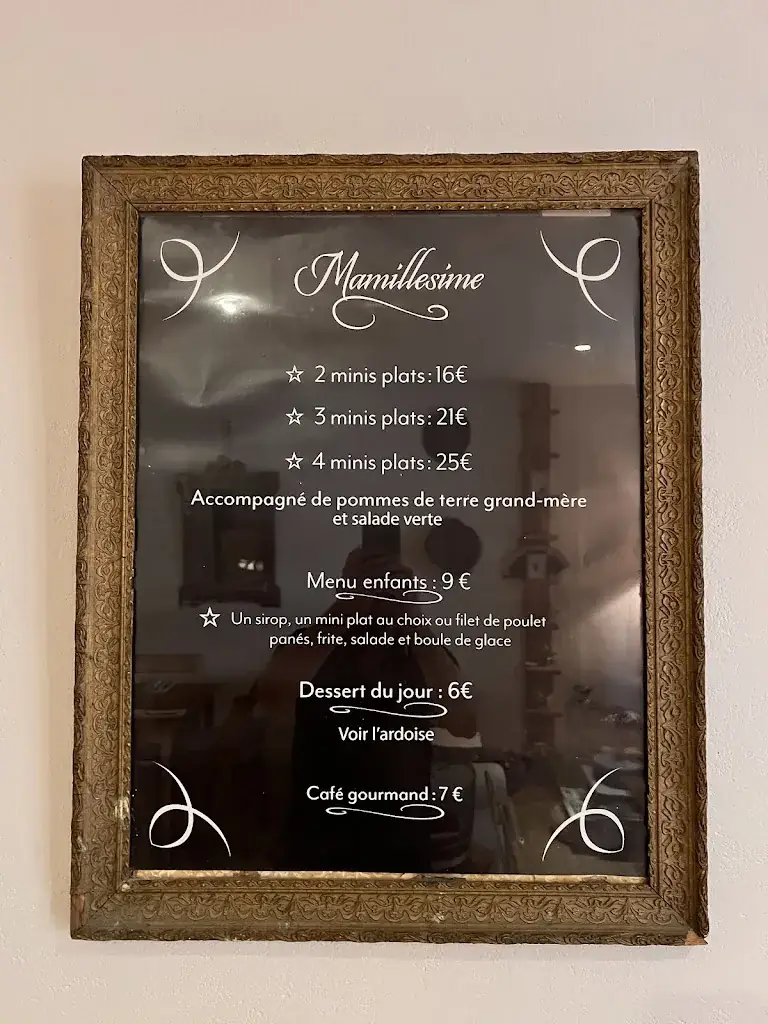 Mamillesime
☆ 2 minis plats : 16€
☆ 3 minis plats : 21€
☆ 4 minis plats : 25€
Accompagné de pommes de terre grand-mère
et salade verte
Menu enfants : 9 €
☆ Un sirop, un mini plat au choix ou filet de poulet
panés, frite, salade et boule de glace
Dessert du jour : 6€
Voir l'ardoise
Café gourmand : 7 €